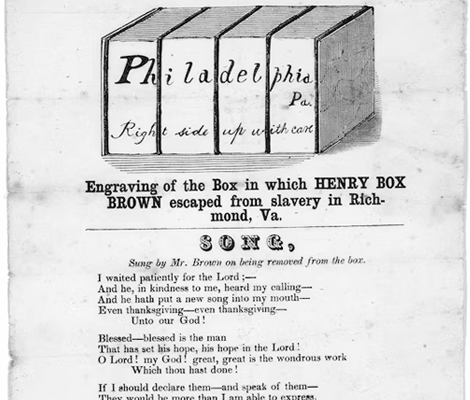 Philadelphia
Pa.
Right side up with care
Engraving of the Box in which HENRY BOX
BROWN escaped from slavery in Rich-
mond, Va.
SONG,
Sung by Mr. Brown on being removed from the box.
I waited patiently for the Lord ;—
And he, in kindness to me, heard my calling—
And he hath put a new song into my mouth—
Even thanksgiving—even thanksgiving—
Unto our God!
Blessed—blessed is the man
That has set his hope, his hope in the Lord!
O Lord! my God! great, great is the wondrous work
Which thou hast done!
If I should declare them—and speak of them—
They would be more than I am able to express.